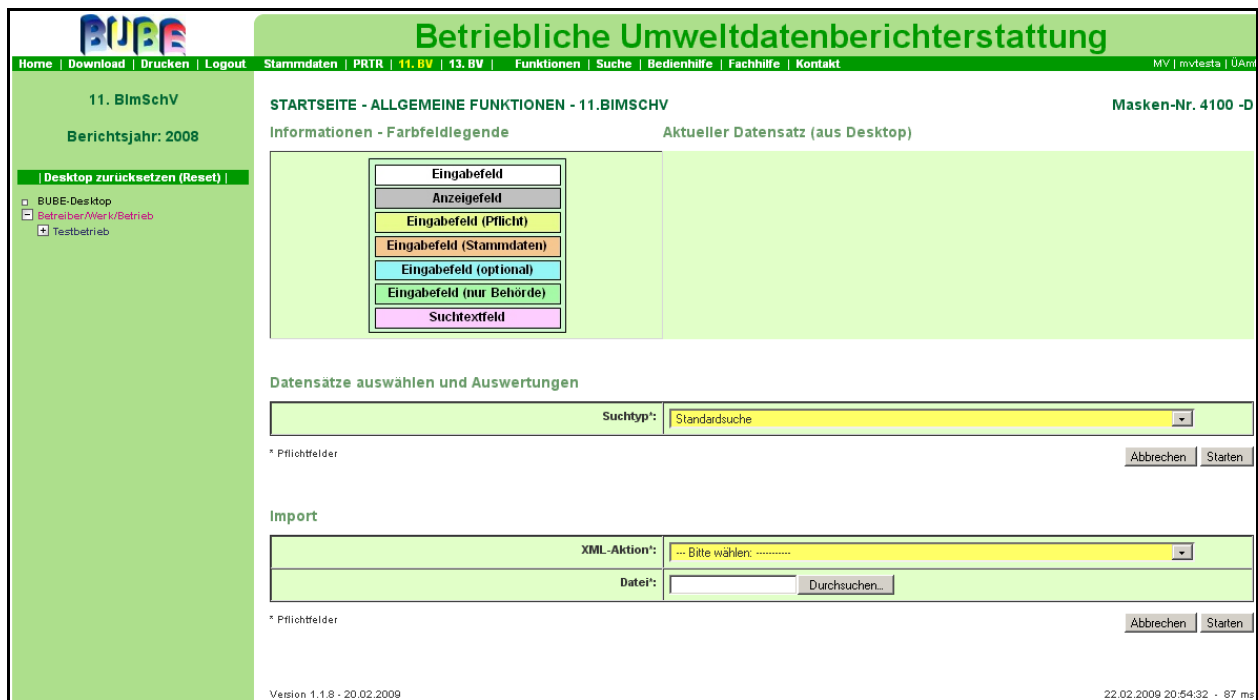 BUBE
Betriebliche Umweltdatenberichterstattung
Home | Download | Drucken | Logout
Stammdaten | PRTR | 11. BV | 13. BV | Funktionen | Suche | Bedienhilfe | Fachhilfe | Kontakt
MV | mvtesta | ÜAmt
11. BImSchV
Berichtsjahr: 2008
|Desktop zurücksetzen (Reset) |
BUBE-Desktop
Betreiber/Werk/Betrieb
Testbetrieb
STARTSEITE - ALLGEMEINE FUNKTIONEN - 11.BIMSCHV
Masken-Nr. 4100 -D
Informationen - Farbfeldlegende
Aktueller Datensatz (aus Desktop)
Eingabefeld
Anzeigefeld
Eingabefeld (Pflicht)
Eingabefeld (Stammdaten)
Eingabefeld (optional)
Eingabefeld (nur Behörde)
Suchtextfeld
Datensätze auswählen und Auswertungen
Suchtyp*: Standardsuche
* Pflichtfelder
Abbrechen Starten
Import
XML-Aktion*: --- Bitte wählen: -----------
Datei*: Durchsuchen...
* Pflichtfelder
Abbrechen Starten
Version 1.1.8 - 20.02.2009
22.02.2009 20:54:32 - 87 ms